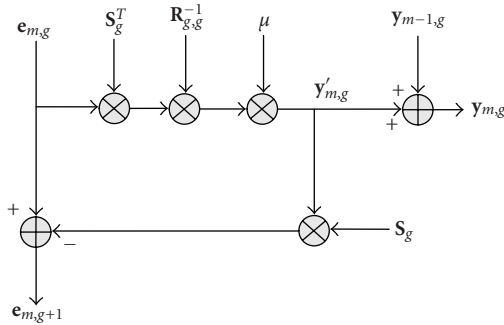 e_{m,g}
S_g^T
R_{g,g}^{-1}
μ
y_{m−1,g}
y′_{m,g}
+
+
y_{m,g}
+
−
S_g
e_{m,g+1}